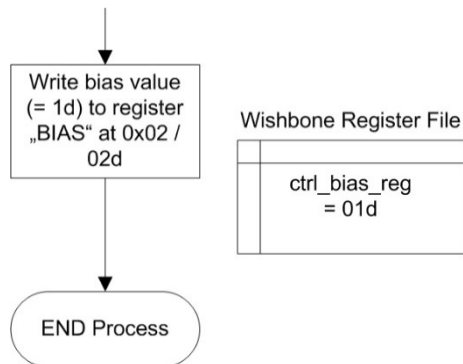 Write bias value
(= 1d) to register
„BIAS“ at 0x02 /
02d
Wishbone Register File
ctrl_bias_reg
= 01d
END Process